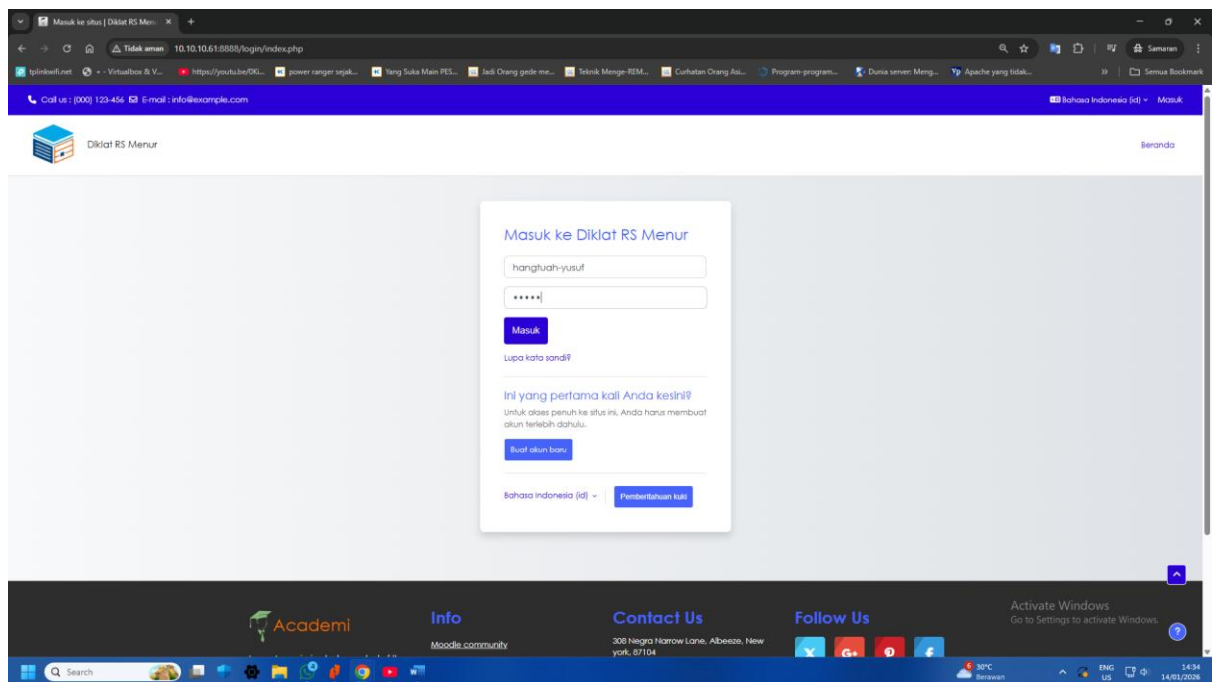 Masuk ke situs | Diklat RS Menu
Tidak aman 10.10.10.61:8888/login/index.php
Samaran
tplinkwifi.net
- Virtualbox & V...
https://youtu.be/DKi...
power ranger sejak...
Yang Suka Main PES...
Jadi Orang gede me...
Teknik Menge-REM...
Curhatan Orang Asi...
Program-program...
Dunia server: Meng...
Yp Apache yang tidak...
Semua Bookmark
Call us : (000) 123-456 E-mail : info@example.com
Bahasa Indonesia (id) Masuk
Diklat RS Menur
Beranda
Masuk ke Diklat RS Menur
hangtuah-yusuf
•••••
Masuk
Lupa kata sandi?
Ini yang pertama kali Anda kesini?
Untuk akses penuh ke situs ini, Anda harus membuat
akun terlebih dahulu.
Buat akun baru
Bahasa Indonesia (id)
Pemberitahuan kuki
Academi
Info
Moodle community
Contact Us
308 Negra Narrow Lane, Albeeze, New
york, 87104
Follow Us
Activate Windows
Go to Settings to activate Windows.
Search
6
30°C
Berawan
ENG
US
14:34
14/01/2026